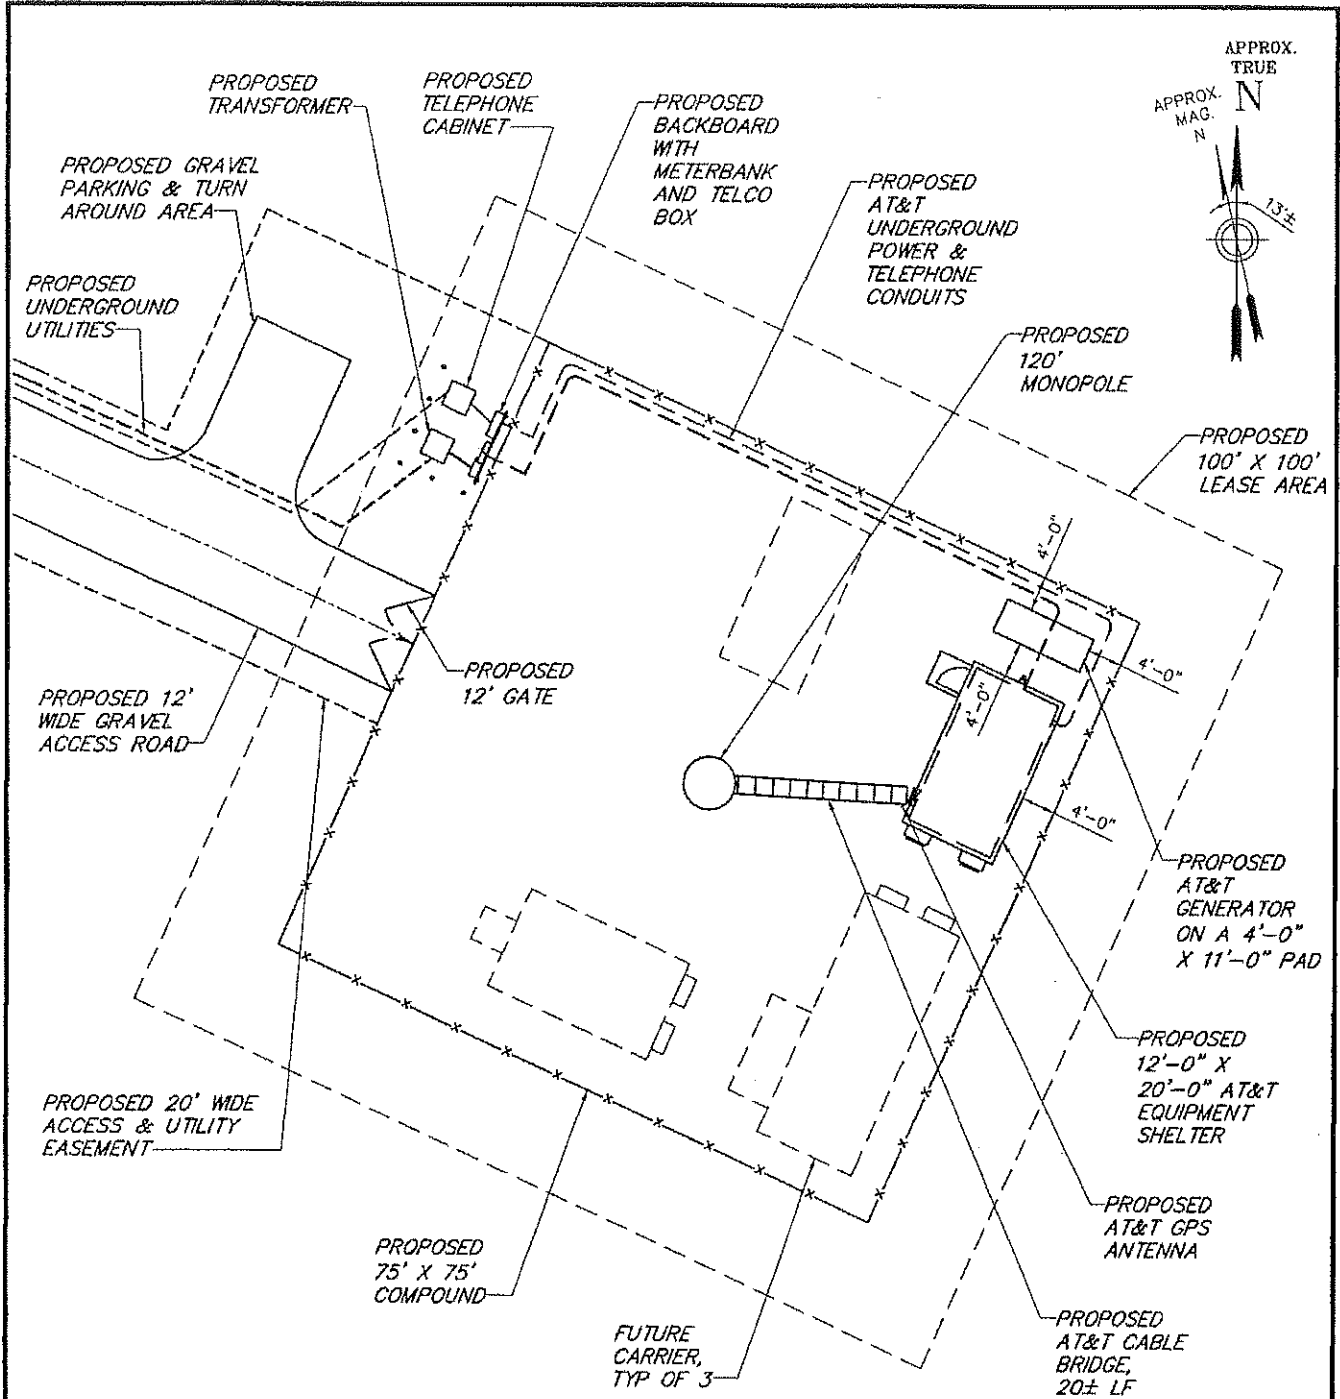 APPROX.
TRUE
N
APPROX.
MAG.
N
13°±
PROPOSED
TRANSFORMER
PROPOSED
TELEPHONE
CABINET
PROPOSED
BACKBOARD
WITH
METERBANK
AND TELCO
BOX
PROPOSED GRAVEL
PARKING & TURN
AROUND AREA
PROPOSED
AT&T
UNDERGROUND
POWER &
TELEPHONE
CONDUITS
PROPOSED
UNDERGROUND
UTILITIES
PROPOSED
120' MONOPOLE
PROPOSED
100' X 100'
LEASE AREA
4'-0"
4'-0"
4'-0"
4'-0"
PROPOSED
12' GATE
PROPOSED 12'
WIDE GRAVEL
ACCESS ROAD
PROPOSED
AT&T
GENERATOR
ON A 4'-0"
X 11'-0" PAD
PROPOSED
12'-0" X
20'-0" AT&T
EQUIPMENT
SHELTER
PROPOSED 20' WIDE
ACCESS & UTILITY
EASEMENT
PROPOSED
AT&T GPS
ANTENNA
PROPOSED
75' X 75'
COMPOUND
FUTURE
CARRIER,
TYP OF 3
PROPOSED
AT&T CABLE
BRIDGE,
20± LF